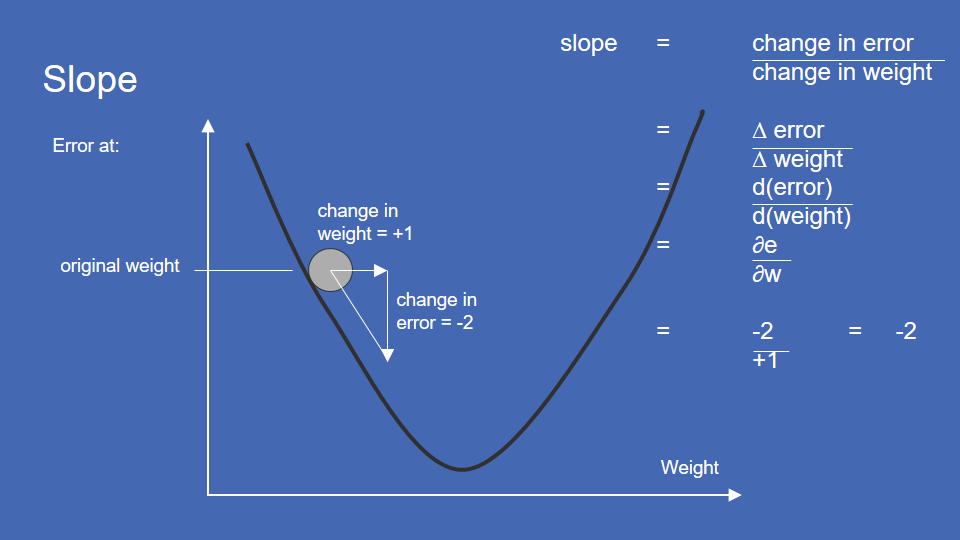 Slope
slope = change in error
change in weight
= Δ error
Δ weight
= d(error)
d(weight)
= ∂e
∂w
= -2 = -2
+1
Error at:
change in
weight = +1
original weight
change in
error = -2
Weight